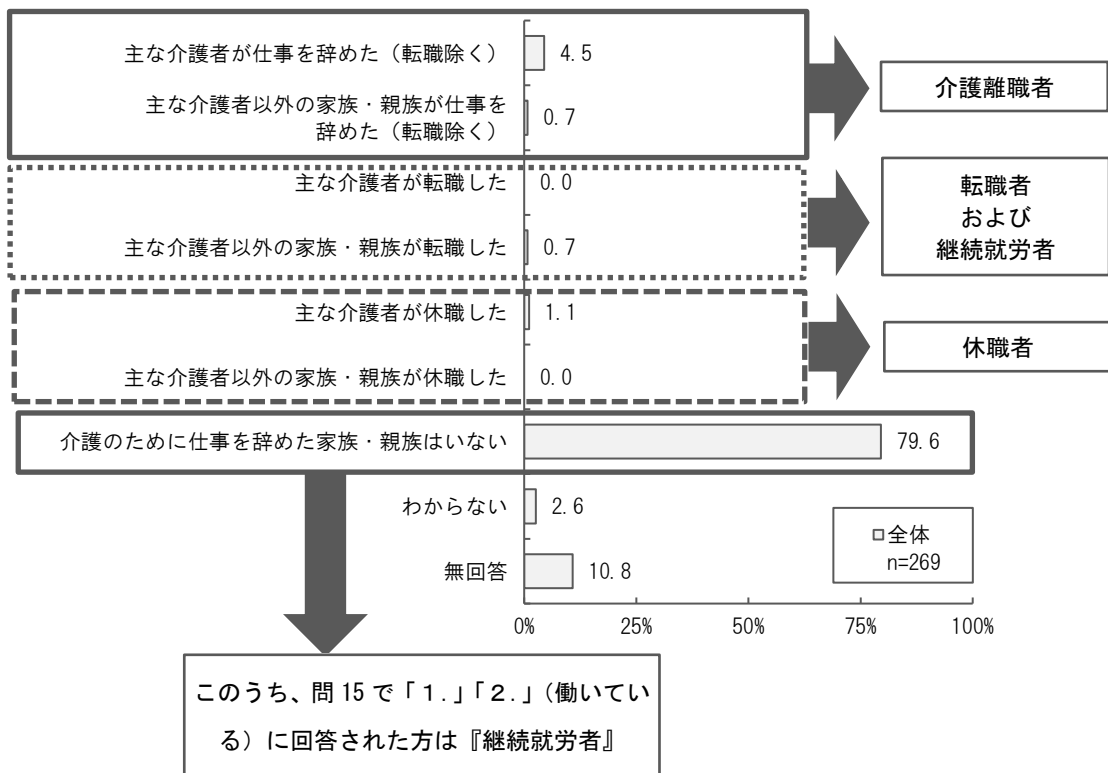 主な介護者が仕事を辞めた（転職除く）
4.5
主な介護者以外の家族・親族が仕事を
辞めた（転職除く）
0.7
介護離職者
主な介護者が転職した
0.0
主な介護者以外の家族・親族が転職した
0.7
転職者
および
継続就労者
主な介護者が休職した
1.1
主な介護者以外の家族・親族が休職した
0.0
休職者
介護のために仕事を辞めた家族・親族はいない
79.6
わからない
2.6
無回答
10.8
全体
n=269
0%
25%
50%
75%
100%
このうち、問15で「１.」「２.」（働いてい
る）に回答された方は『継続就労者』